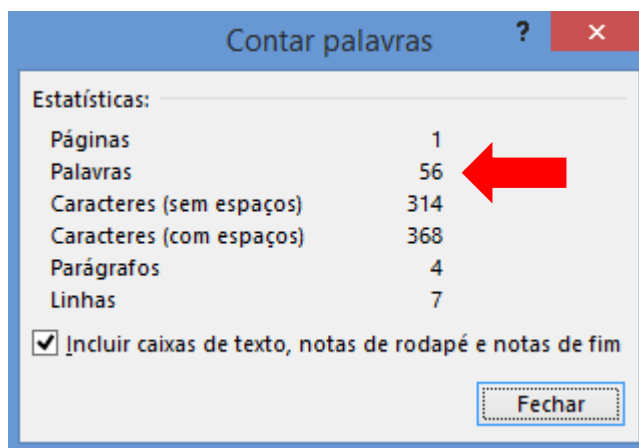 Contar palavras ? ×
Estatísticas:
Páginas 1
Palavras 56
Caracteres (sem espaços) 314
Caracteres (com espaços) 368
Parágrafos 4
Linhas 7
Incluir caixas de texto, notas de rodapé e notas de fim
Fechar